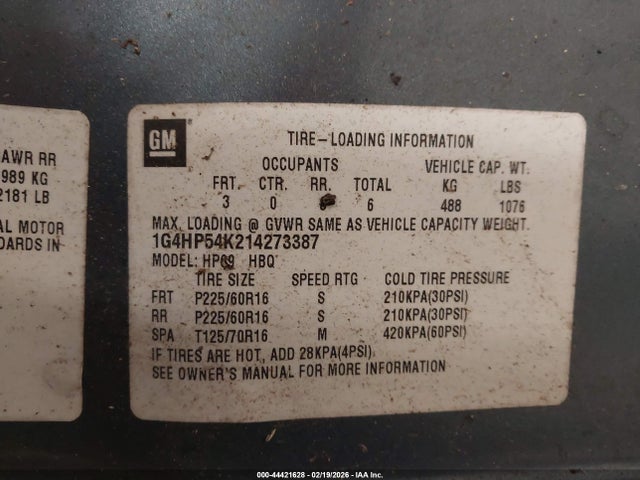 AWR RR
989 KG
2181 LB
AL MOTOR
DARDS IN
GM
TIRE-LOADING INFORMATION
OCCUPANTS VEHICLE CAP. WT.
FRT. CTR. RR. TOTAL KG LBS
3 0 6 488 1076
MAX. LOADING @ GVWR SAME AS VEHICLE CAPACITY WEIGHT.
1G4HP54K214273387
MODEL: HP69 HBQ
TIRE SIZE SPEED RTG COLD TIRE PRESSURE
FRT P225/60R16 S 210KPA(30PSI)
RR P225/60R16 S 210KPA(30PSI)
SPA T125/70R16 M 420KPA(60PSI)
IF TIRES ARE HOT, ADD 28KPA(4PSI)
SEE OWNER'S MANUAL FOR MORE INFORMATION
000-44421628 - 02/19/2026 - IAA Inc.